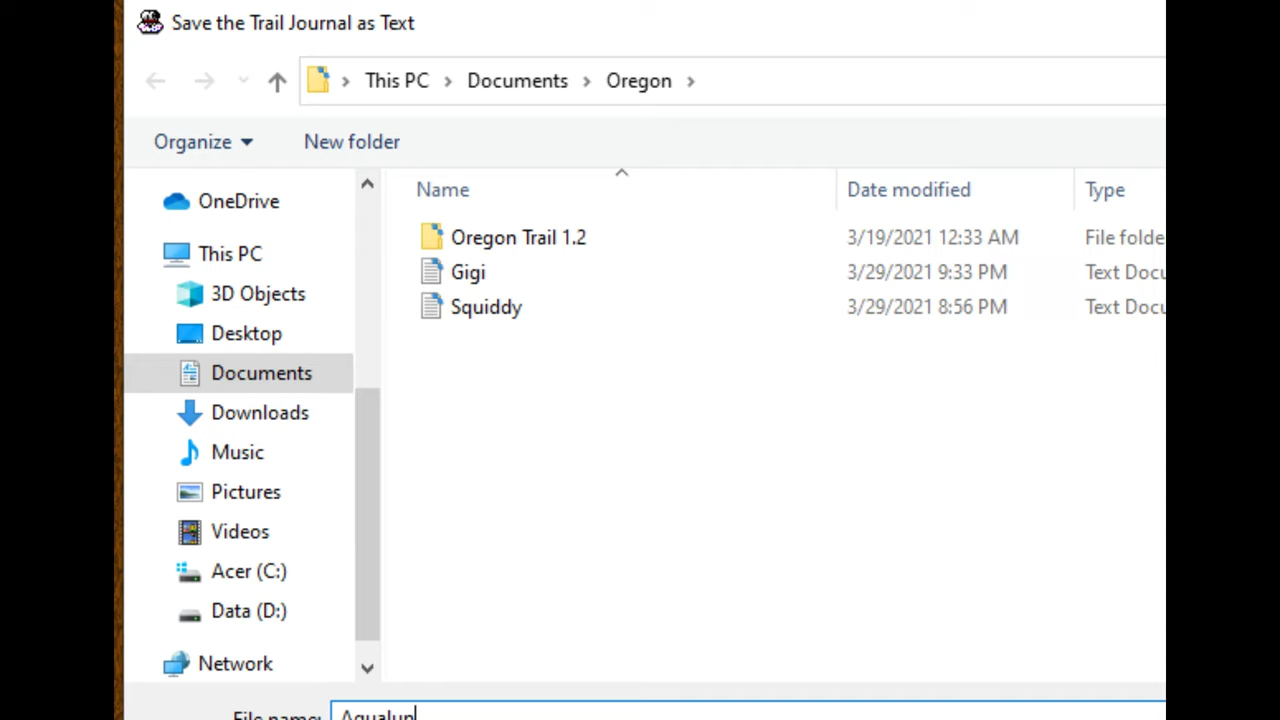 Save the Trail Journal as Text
This PC > Documents > Oregon >
Organize New folder
Name Date modified Type
OneDrive
This PC
3D Objects
Desktop
Documents
Downloads
Music
Pictures
Videos
Acer (C:)
Data (D:)
Network
Oregon Trail 1.2 3/19/2021 12:33 AM File folde
Gigi 3/29/2021 9:33 PM Text Docu
Squiddy 3/29/2021 8:56 PM Text Docu
File name: Aqualun